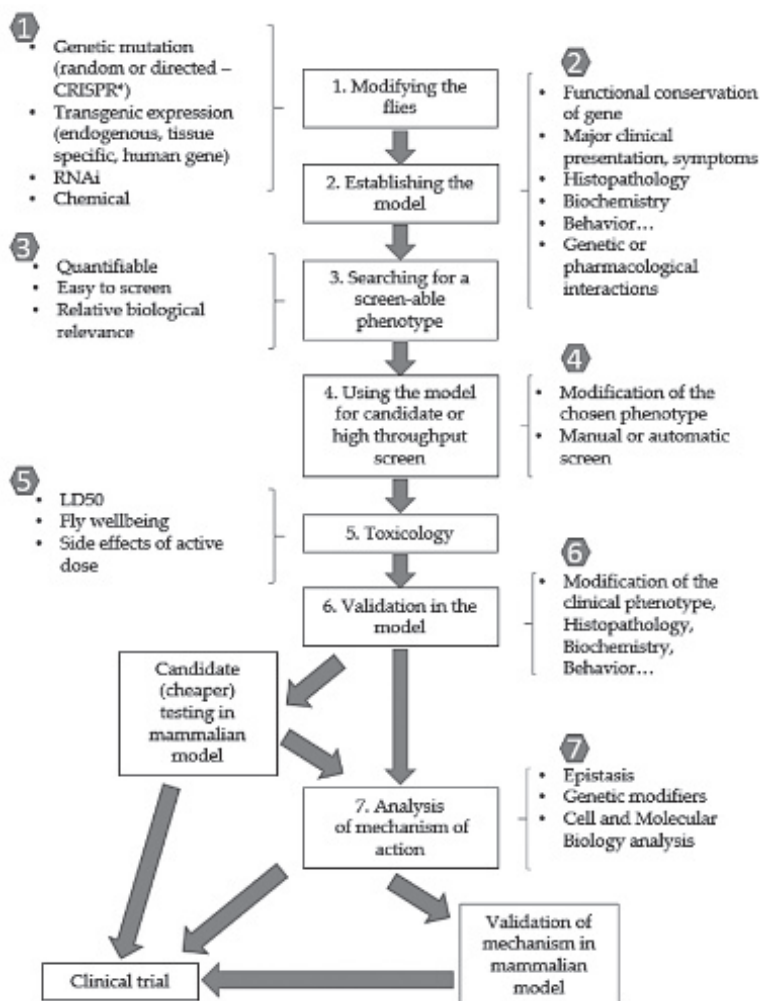 1
• Genetic mutation
(random or directed –
CRISPR*)
• Transgenic expression
(endogenous, tissue
specific, human gene)
• RNAi
• Chemical
1. Modifying the
flies
2
• Functional conservation
of gene
• Major clinical
presentation, symptoms
• Histopathology
• Biochemistry
• Behavior…
• Genetic or
pharmacological
interactions
2. Establishing the
model
3
• Quantifiable
• Easy to screen
• Relative biological
relevance
3. Searching for a
screen-able
phenotype
4
• Modification of the
chosen phenotype
• Manual or automatic
screen
4. Using the model
for candidate or
high throughput
screen
5
• LD50
• Fly wellbeing
• Side effects of active
dose
5. Toxicology
6
• Modification of the
clinical phenotype,
Histopathology,
Biochemistry,
Behavior…
6. Validation in the
model
Candidate
(cheaper)
testing in
mammalian
model
7
• Epistasis
• Genetic modifiers
• Cell and Molecular
Biology analysis
7. Analysis
of mechanism of
action
Validation of
mechanism in
mammalian
model
Clinical trial